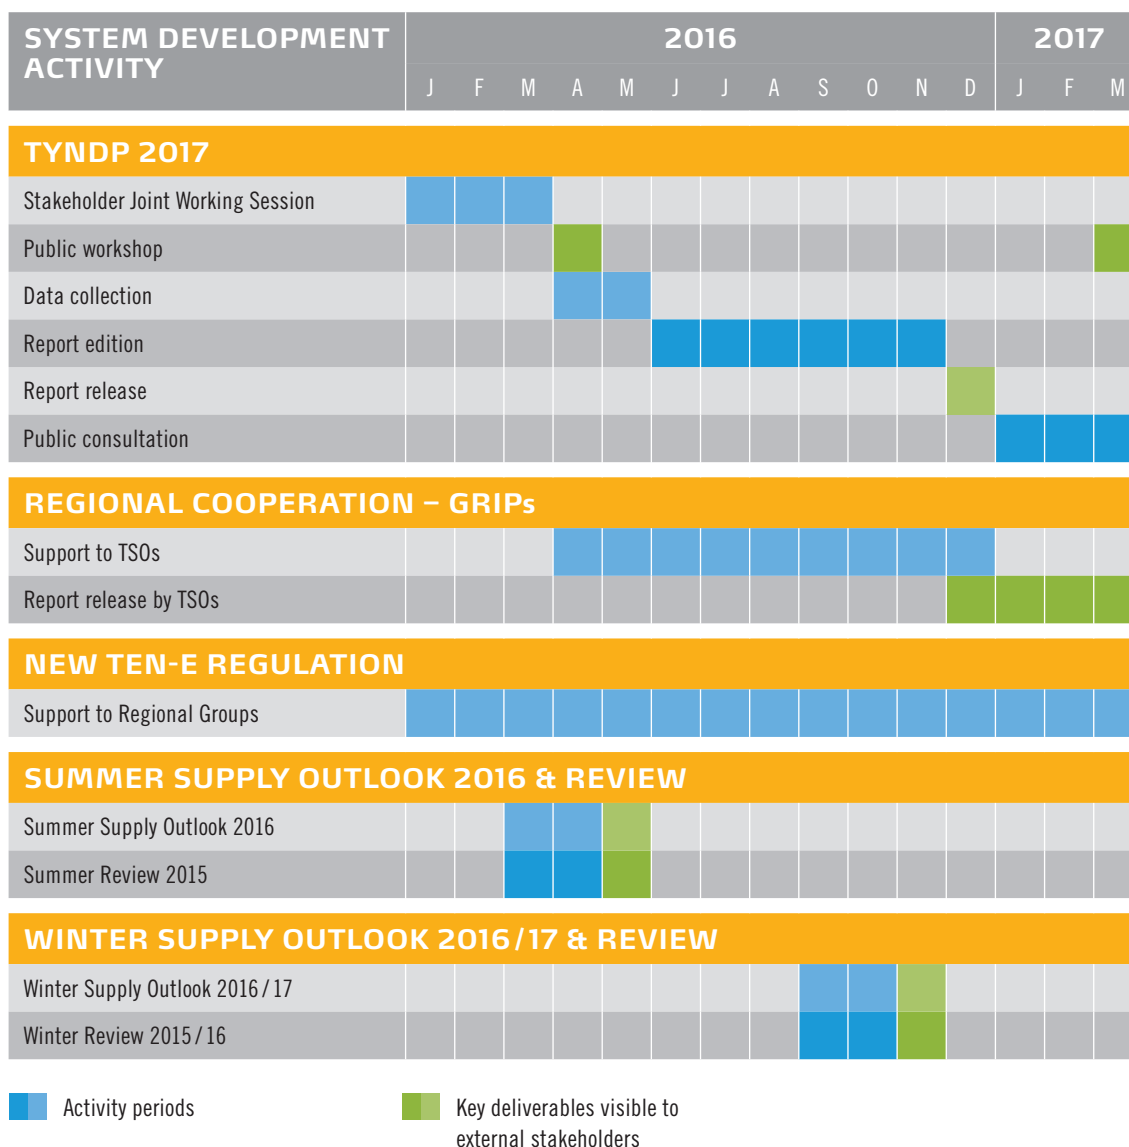 SYSTEM DEVELOPMENT
ACTIVITY
2016
2017
J F M A M J J A S O N D J F M
TYNDP 2017
Stakeholder Joint Working Session
Public workshop
Data collection
Report edition
Report release
Public consultation
REGIONAL COOPERATION – GRIPs
Support to TSOs
Report release by TSOs
NEW TEN-E REGULATION
Support to Regional Groups
SUMMER SUPPLY OUTLOOK 2016 & REVIEW
Summer Supply Outlook 2016
Summer Review 2015
WINTER SUPPLY OUTLOOK 2016/17 & REVIEW
Winter Supply Outlook 2016/17
Winter Review 2015/16
Activity periods
Key deliverables visible to
external stakeholders